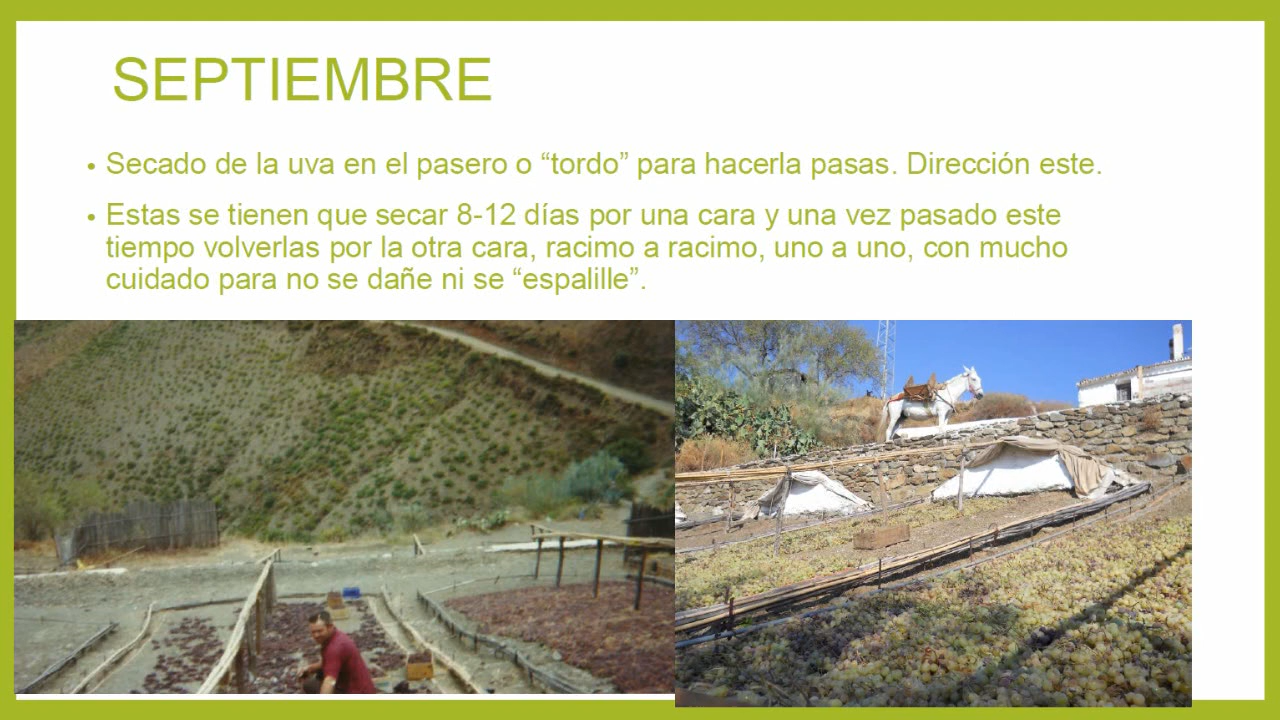 SEPTIEMBRE
• Secado de la uva en el pasero o “tordo” para hacerla pasas. Dirección este.
• Estas se tienen que secar 8-12 días por una cara y una vez pasado este
tiempo volverlas por la otra cara, racimo a racimo, uno a uno, con mucho
cuidado para no se dañe ni se “espalille”.